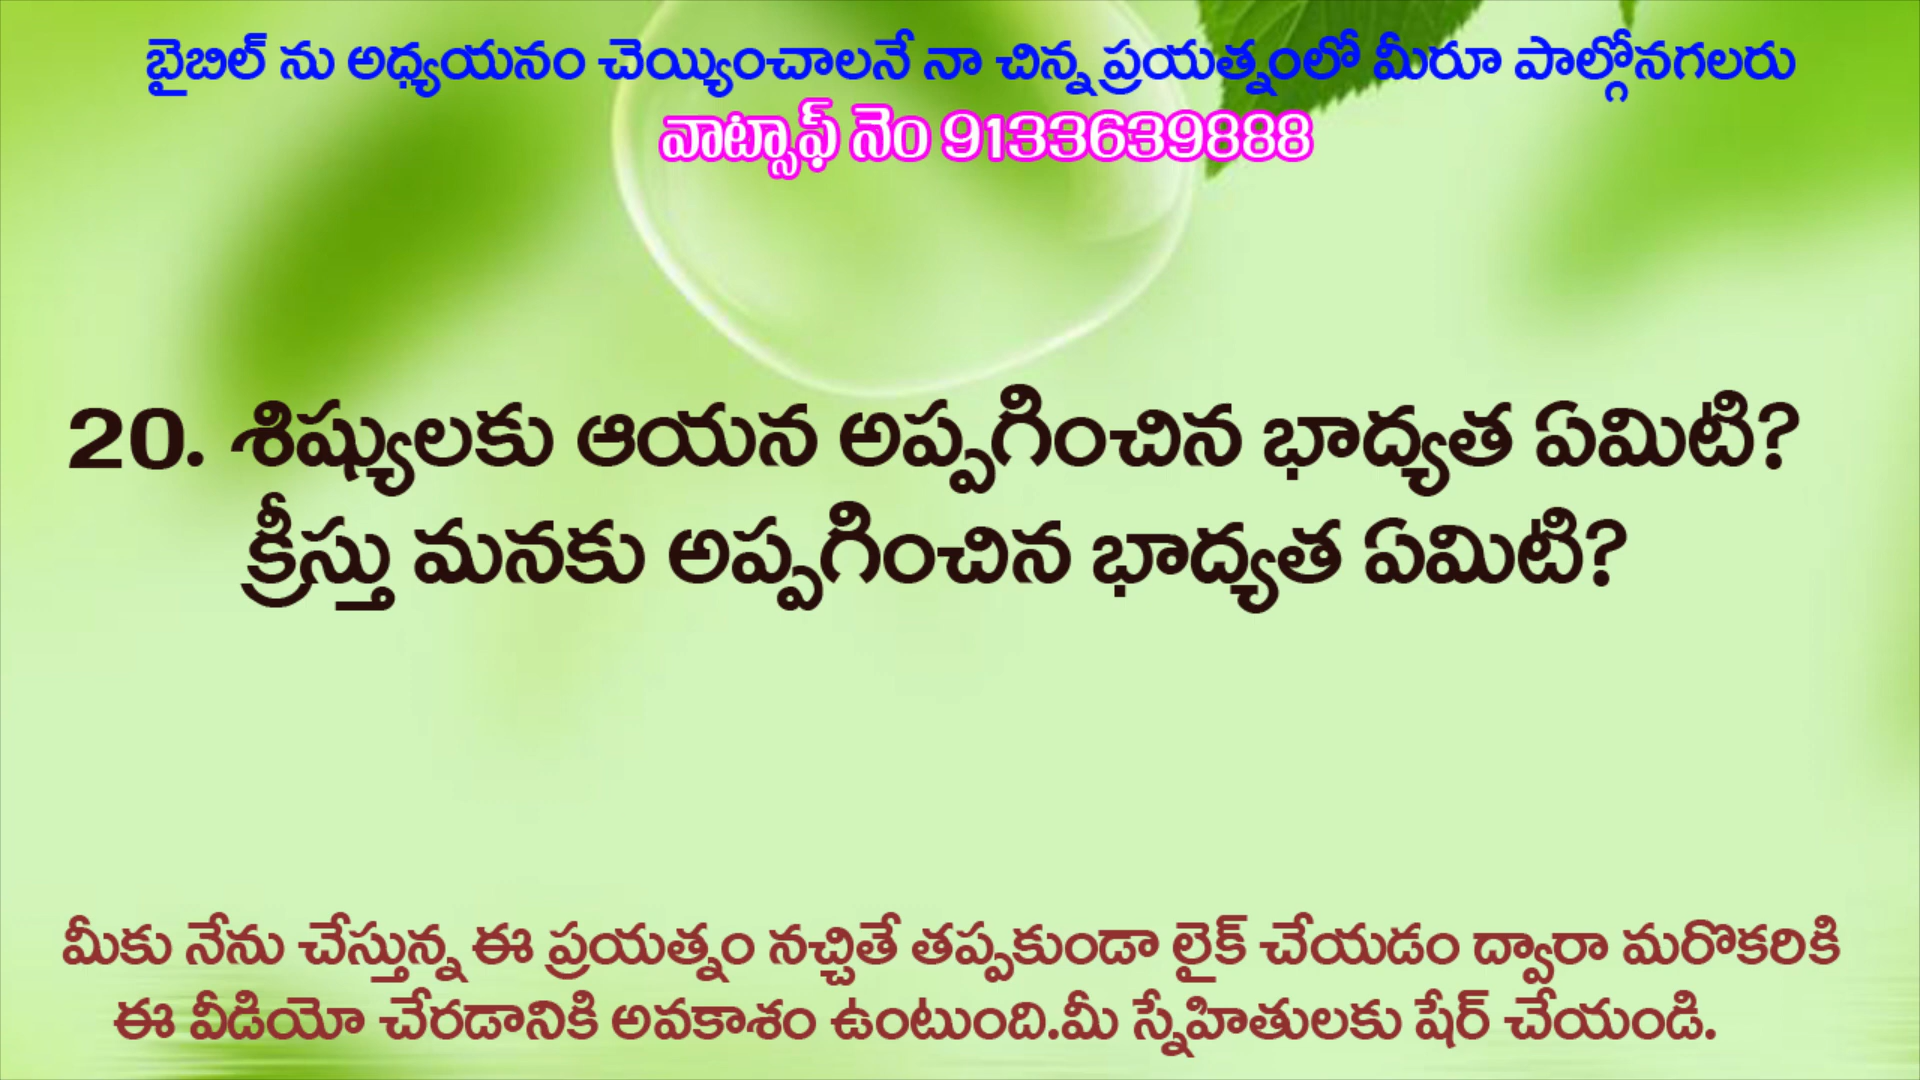 బైబిల్ ను అధ్యయనం చెయ్యించాలనే నా చిన్న ప్రయత్నంలో మీరూ పాల్గోనగలరు
వాట్సాఫ్ నెం 9133639888
20. శిష్యులకు ఆయన అప్పగించిన భాద్యత ఏమిటి?
క్రీస్తు మనకు అప్పగించిన భాద్యత ఏమిటి?
మీకు నేను చేస్తున్న ఈ ప్రయత్నం నచ్చితే తప్పకుండా లైక్ చేయడం ద్వారా మరొకరికి
ఈ వీడియో చేరడానికి అవకాశం ఉంటుంది.మీ స్నేహితులకు షేర్ చేయండి.